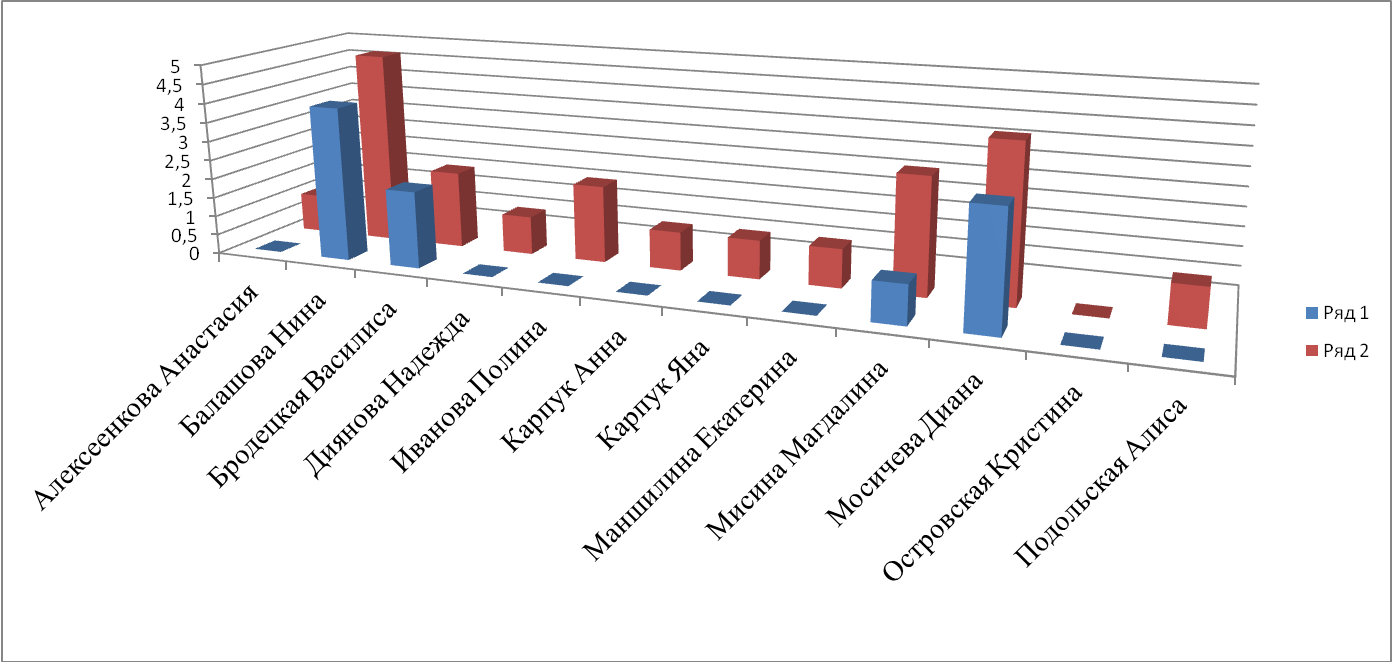 5
4,5
4
3,5
3
2,5
2
1,5
1
0,5
0
Алексеенкова Анастасия
Балашова Нина
Бродецкая Василиса
Диянова Надежда
Иванова Полина
Карпук Анна
Карпук Яна
Маншилина Екатерина
Мисина Магдалина
Мосичева Диана
Островская Кристина
Подольская Алиса
Ряд 1
Ряд 2